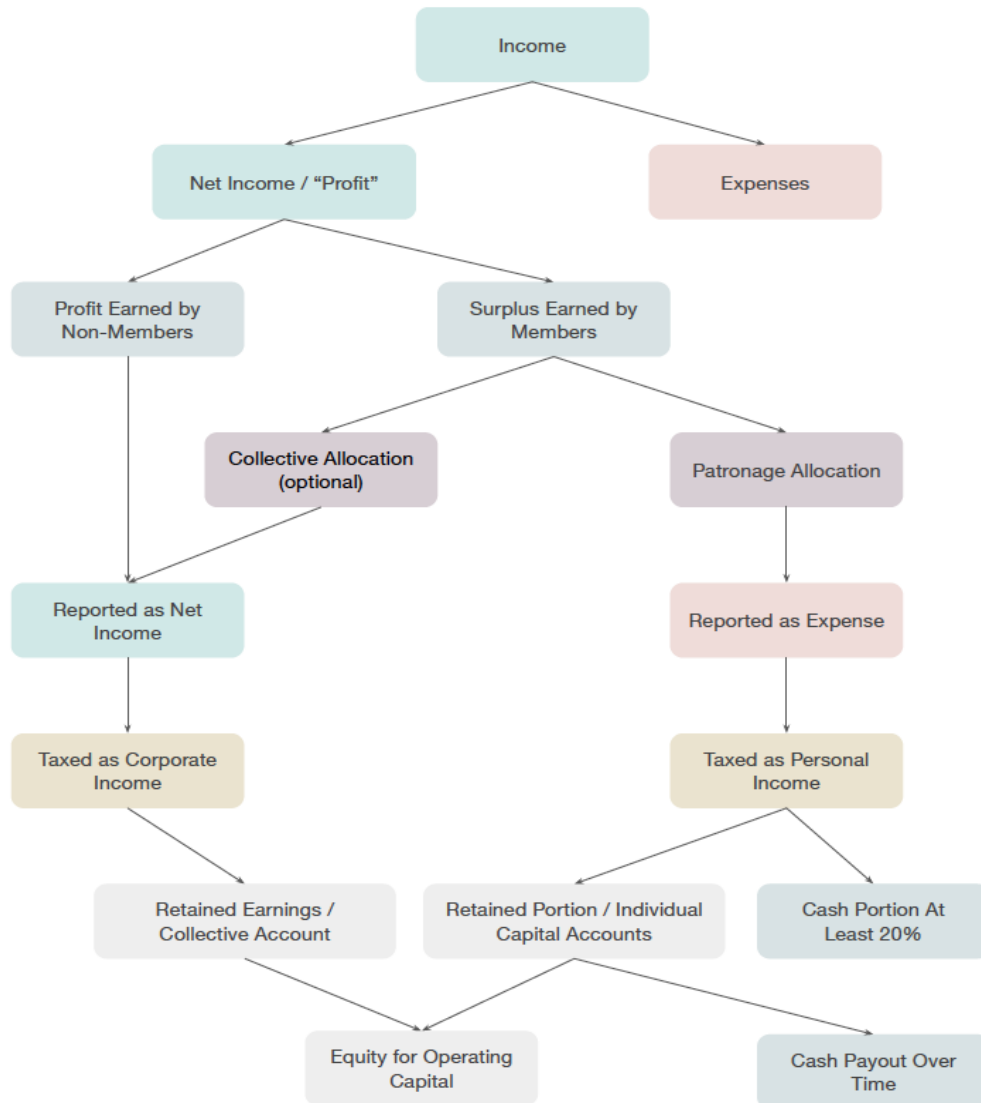 Income
Net Income / “Profit”
Expenses
Profit Earned by
Non-Members
Surplus Earned by
Members
Collective Allocation
(optional)
Patronage Allocation
Reported as Net
Income
Reported as Expense
Taxed as Corporate
Income
Taxed as Personal
Income
Retained Earnings /
Collective Account
Retained Portion / Individual
Capital Accounts
Cash Portion At
Least 20%
Equity for Operating
Capital
Cash Payout Over
Time